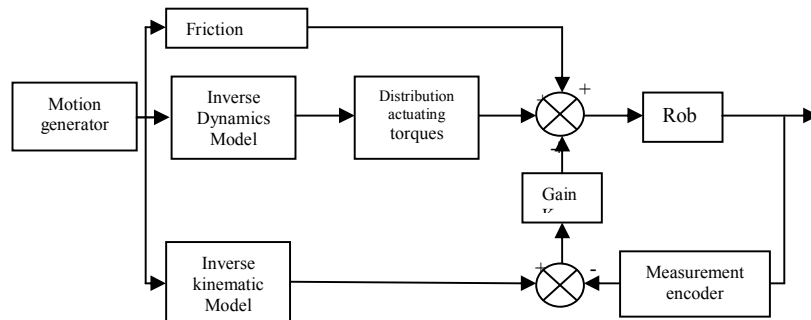 Friction
Motion
generator
Inverse
Dynamics
Model
Distribution
actuating
torques
+
+
+
-
Rob
Gain
Inverse
kinematic
Model
+
-
Measurement
encoder